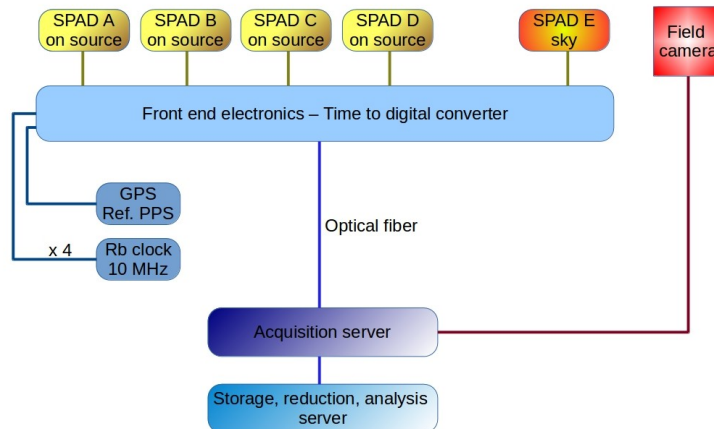 SPAD A
on source
SPAD B
on source
SPAD C
on source
SPAD D
on source
SPAD E
sky
Field
camera
Front end electronics – Time to digital converter
GPS
Ref. PPS
Optical fiber
x 4
Rb clock
10 MHz
Acquisition server
Storage, reduction, analysis
server